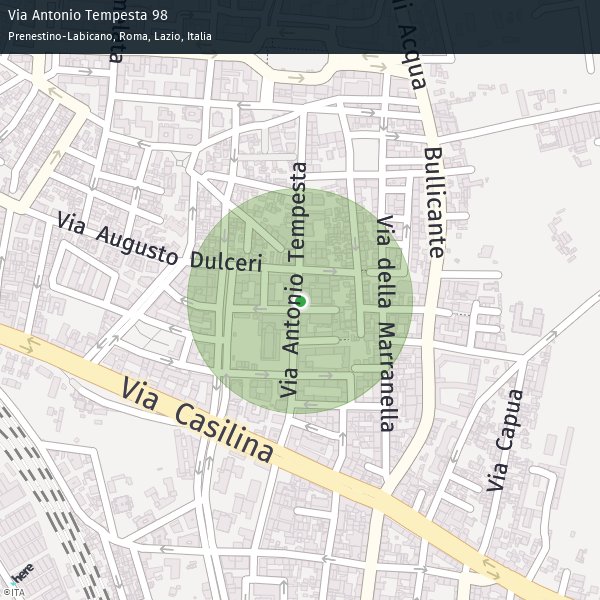 Via Antonio Tempesta 98
Prenestino-Labicano, Roma, Lazio, Italia
Acqua
Bullicante
Via Augusto Dulceri
Via Antonio Tempesta
Via della Marranella
Via Casilina
Via Capua
here
©ITA